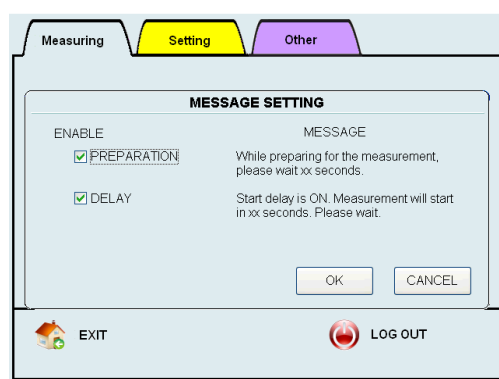 Measuring Setting Other
MESSAGE SETTING
ENABLE MESSAGE
PREPARATION While preparing for the measurement,
please wait xx seconds.
DELAY Start delay is ON. Measurement will start
in xx seconds. Please wait.
OK CANCEL
EXIT LOG OUT